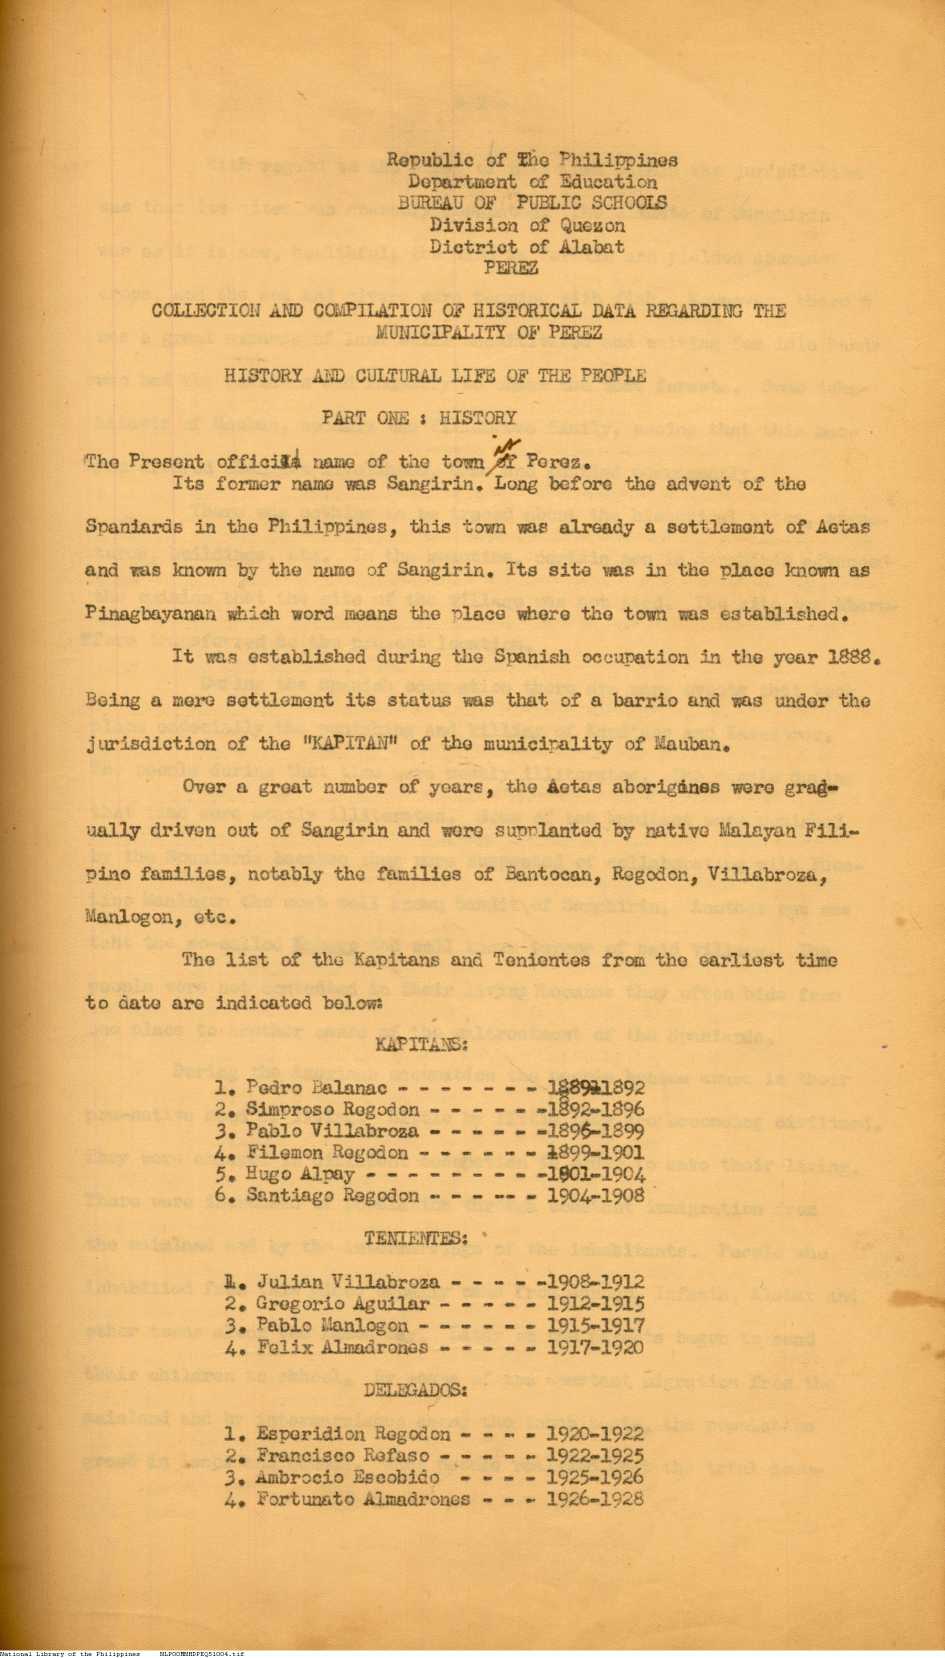 Republic of the Philippines
Department of Education
BUREAU OF PUBLIC SCHOOLS
Division of Quezon
District of Alabat
PEREZ
COLLECTION AND COMPILATION OF HISTORICAL DATA REGARDING THE
MUNICIPALITY OF PEREZ
HISTORY AND CULTURAL LIFE OF THE PEOPLE
PART ONE : HISTORY
The Present official name of the town is Perez.
Its former name was Sangirin. Long before the advent of the
Spaniards in the Philippines, this town was already a settlement of Aetas
and was known by the name of Sangirin. Its site was in the place known as
Pinagbayanan which word means the place where the town was established.
It was established during the Spanish occupation in the year 1888.
Being a mere settlement its status was that of a barrio and was under the
jurisdiction of the "KAPITAN" of the municipality of Mauban.
Over a great number of years, the Aetas aborigines were grad-
ually driven out of Sangirin and were supplanted by native Malayan Fili-
pino families, notably the families of Bantocan, Regodon, Villabroza,
Manlogon, etc.
The list of the Kapitans and Tenientes from the earliest time
to date are indicated below:
KAPITANS:
1. Pedro Balanac - - - - - - - 1889-1892
2. Simproso Regodon - - - - - -1892-1896
3. Pablo Villabroza - - - - - -1896-1899
4. Filemon Regodon - - - - - - 1899-1901
5. Hugo Alpay - - - - - - - - -1901-1904
6. Santiago Regodon - - - -- - 1904-1908
TENIENTES:
1. Julian Villabroza - - - - -1908-1912
2. Gregorio Aguilar - - - - - 1912-1915
3. Pablo Manlogon - - - - - - 1915-1917
4. Felix Almadrones - - - - - 1917-1920
DELEGADOS:
1. Esperidion Regodon - - - - 1920-1922
2. Francisco Refaso - - - - - 1922-1925
3. Ambrocio Escobido - - - - 1925-1926
4. Fortunato Almadrones - - - 1926-1928
National Library of the Philippines